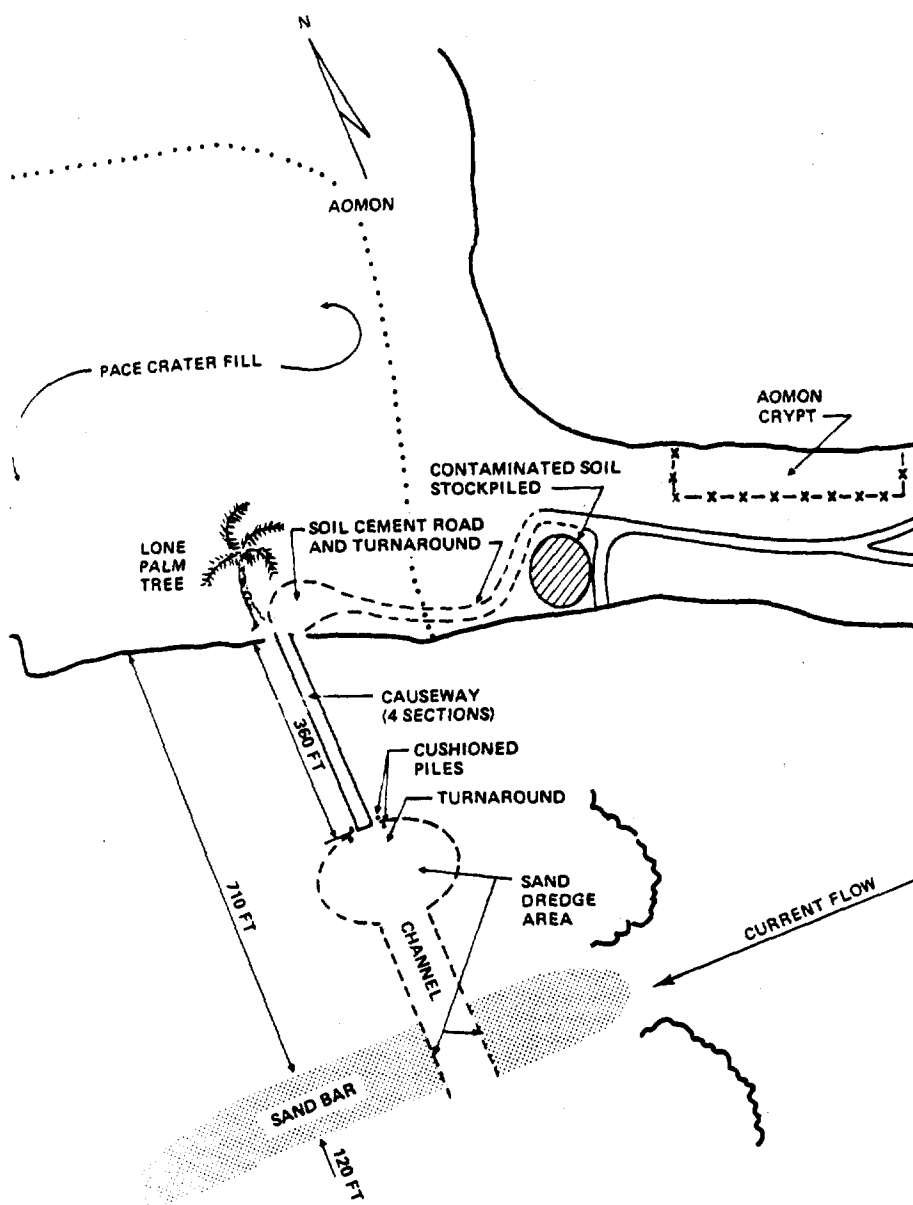 N
AOMON
PACE CRATER FILL
AOMON
CRYPT
CONTAMINATED SOIL
STOCKPILED
SOIL CEMENT ROAD
AND TURNAROUND
LONE
PALM
TREE
CAUSEWAY
(4 SECTIONS)
360 FT
CUSHIONED
PILES
TURNAROUND
710 FT
SAND
DREDGE
AREA
CURRENT FLOW
CHANNEL
SAND BAR
120 FT